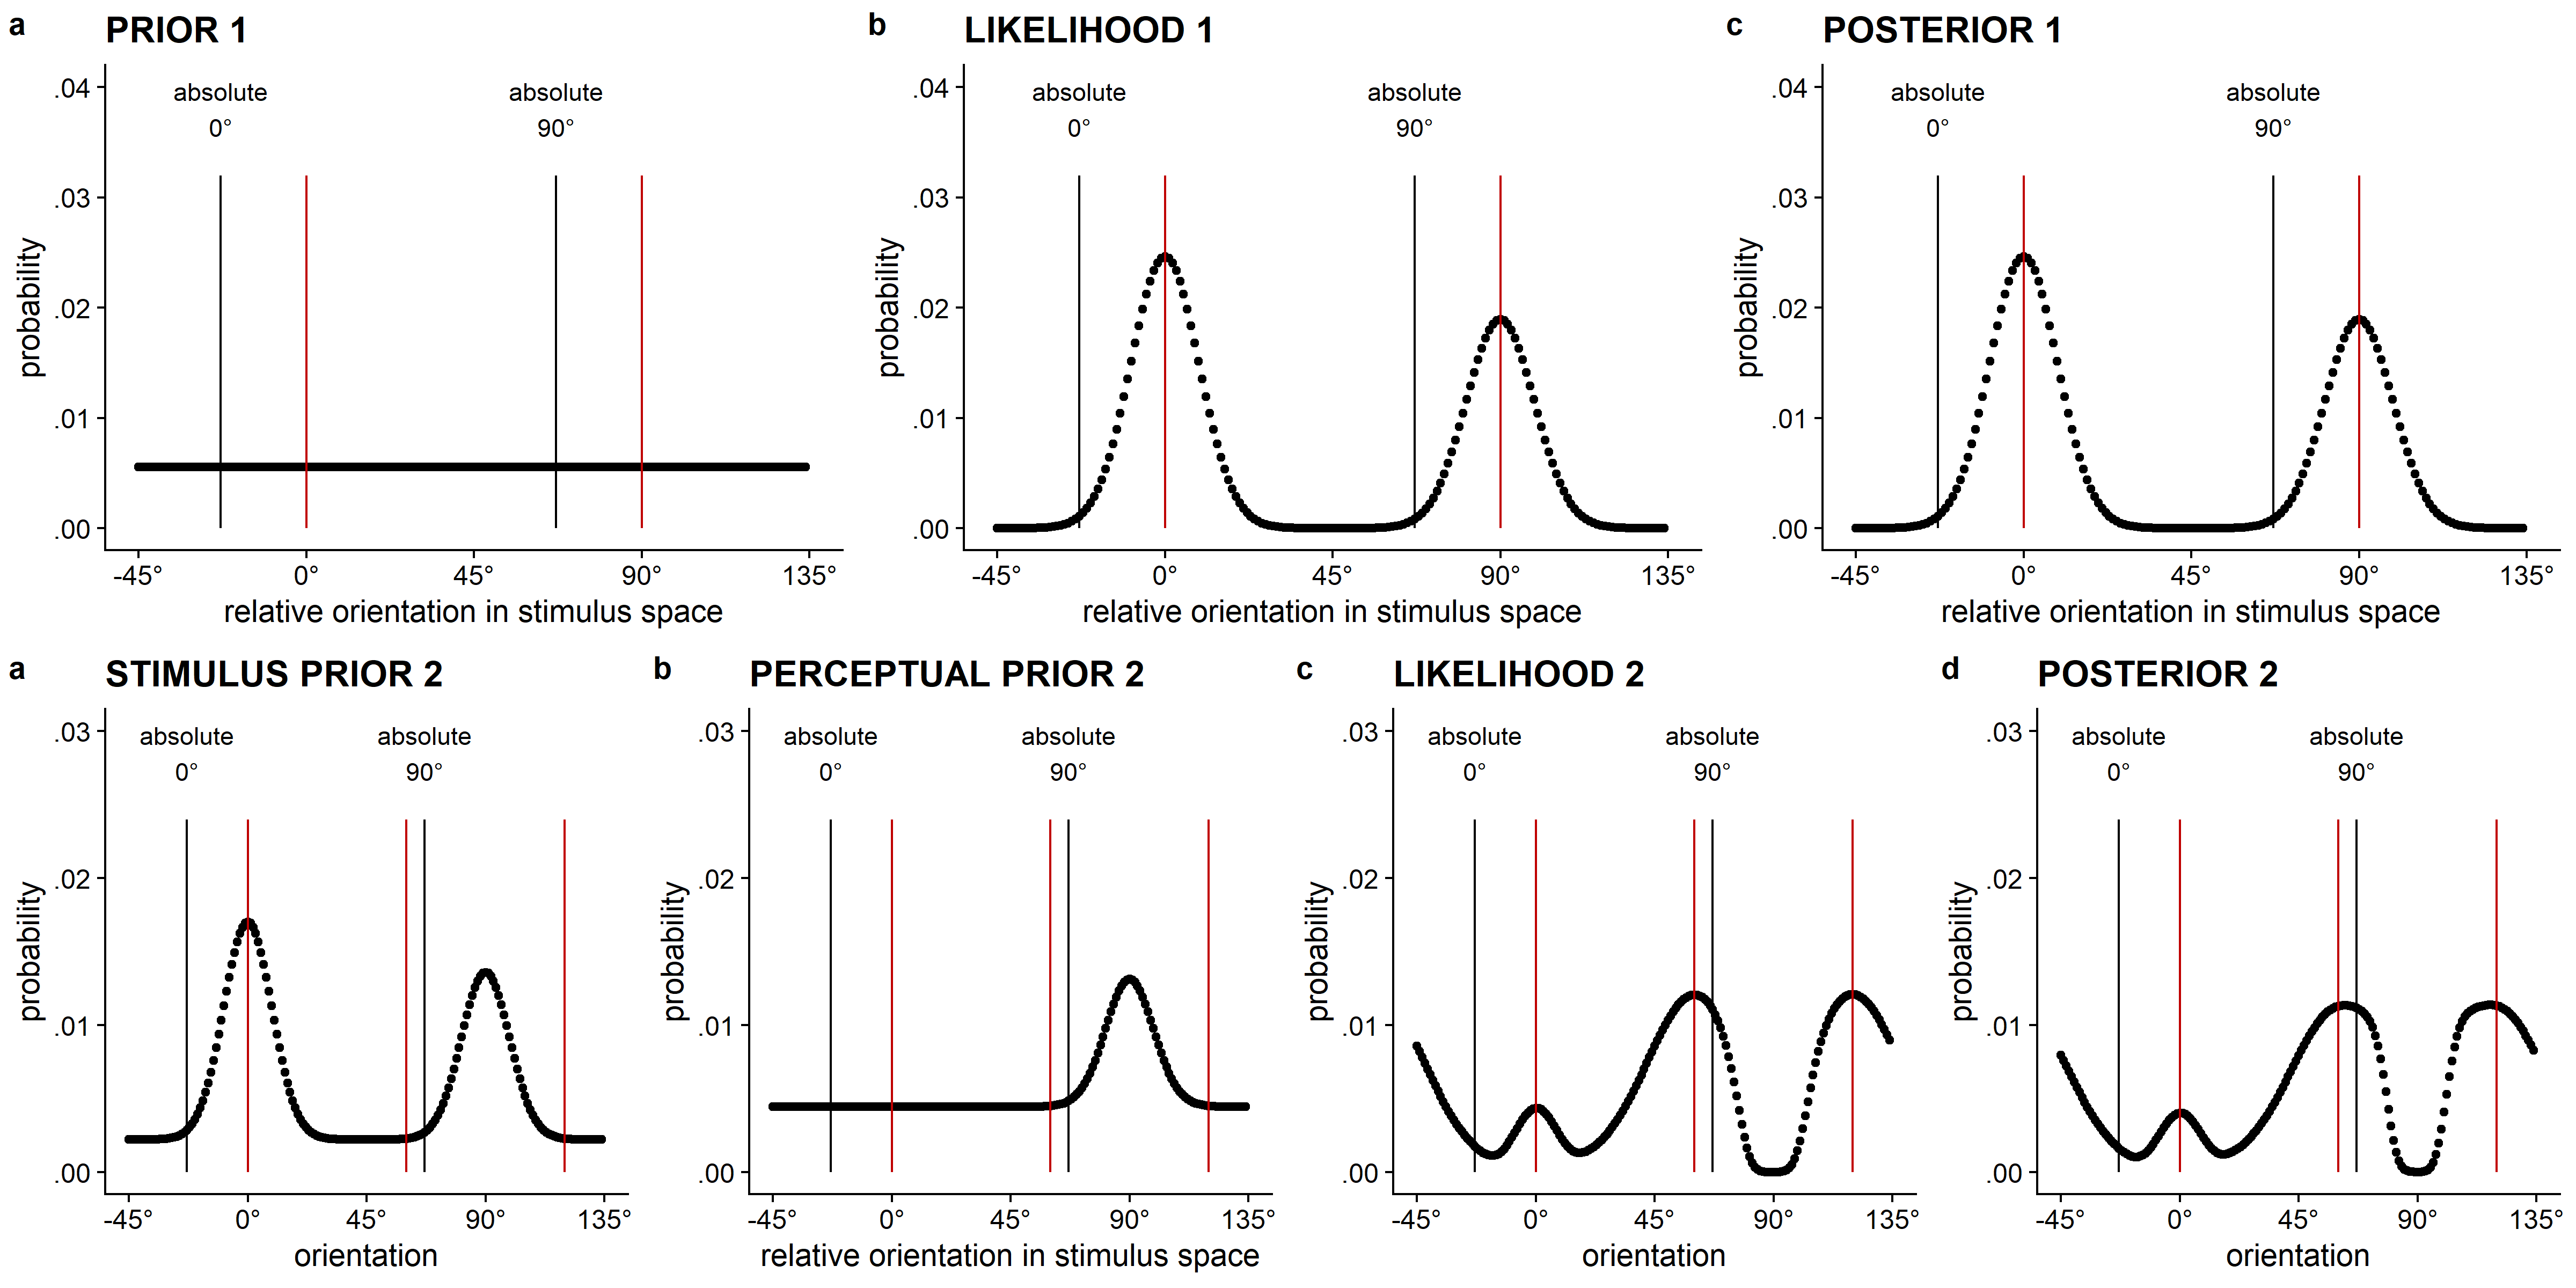 a PRIOR 1
absolute absolute
0° 90°
.04
.03
.02
.01
.00
probability
-45° 0° 45° 90° 135°
relative orientation in stimulus space
b LIKELIHOOD 1
absolute absolute
0° 90°
.04
.03
.02
.01
.00
probability
-45° 0° 45° 90° 135°
relative orientation in stimulus space
c POSTERIOR 1
absolute absolute
0° 90°
.04
.03
.02
.01
.00
probability
-45° 0° 45° 90° 135°
relative orientation in stimulus space
a STIMULUS PRIOR 2
absolute absolute
0° 90°
.03
.02
.01
.00
probability
-45° 0° 45° 90° 135°
orientation
b PERCEPTUAL PRIOR 2
absolute absolute
0° 90°
.03
.02
.01
.00
probability
-45° 0° 45° 90° 135°
relative orientation in stimulus space
c LIKELIHOOD 2
absolute absolute
0° 90°
.03
.02
.01
.00
probability
-45° 0° 45° 90° 135°
orientation
d POSTERIOR 2
absolute absolute
0° 90°
.03
.02
.01
.00
probability
-45° 0° 45° 90° 135°
orientation